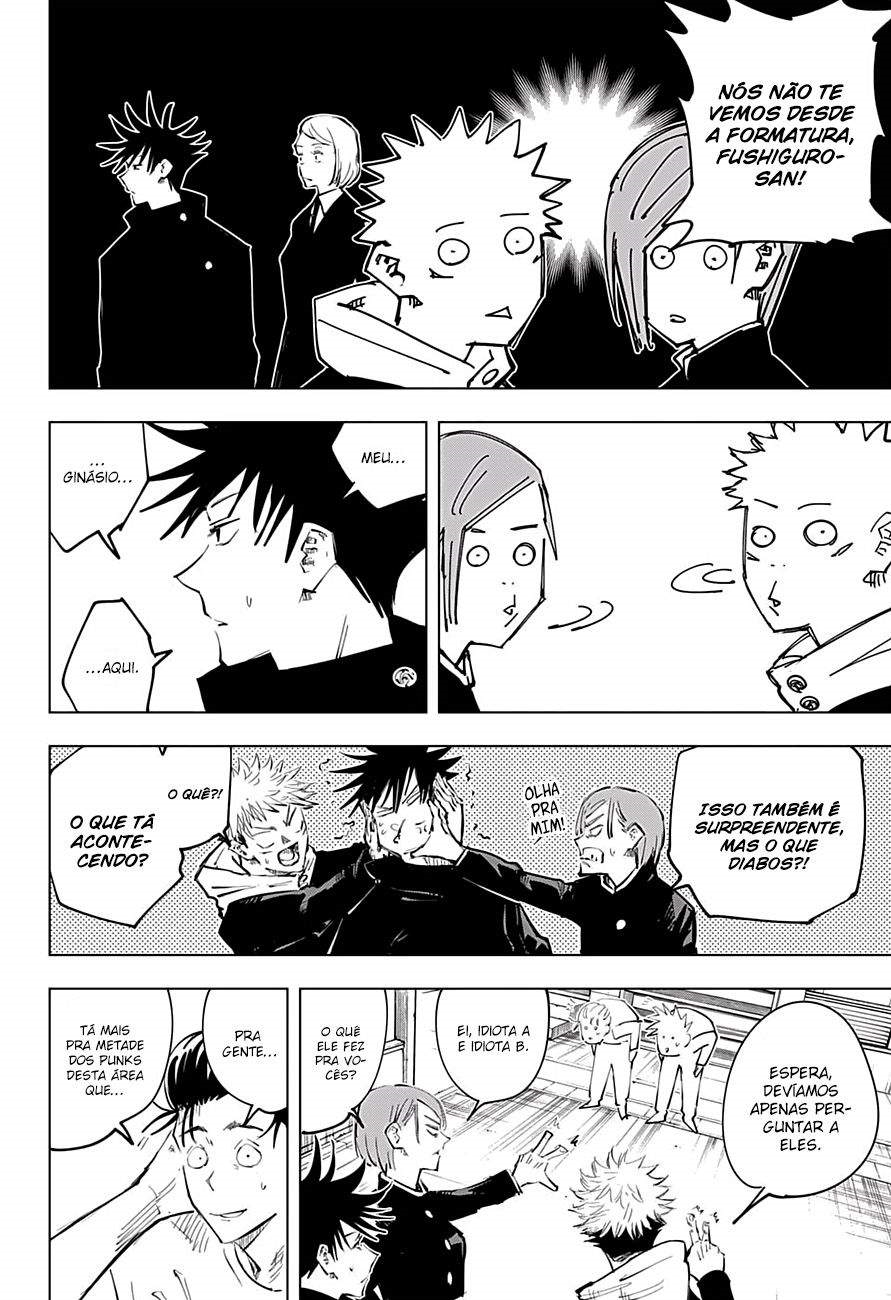 NÓS NÃO TE
VEMOS DESDE
A FORMATURA,
FUSHIGURO-
SAN!
MEU...
...
GINÁSIO...
...AQUI.
ISSO TAMBÉM É
SURPREENDENTE,
MAS O QUE
DIABOS?!
OLHA
PRA
MIM!
O QUÊ?!
O QUE TÁ
ACONTE-
CENDO?
ESPERA,
DEVÍAMOS
APENAS PER-
GUNTAR A
ELES.
EI, IDIOTA A
E IDIOTA B.
O QUÊ
ELE FEZ
PRA VO-
CÊS?
PRA
GENTE...
TÁ MAIS
PRA METADE
DOS PUNKS
DESTA ÁREA
QUE...